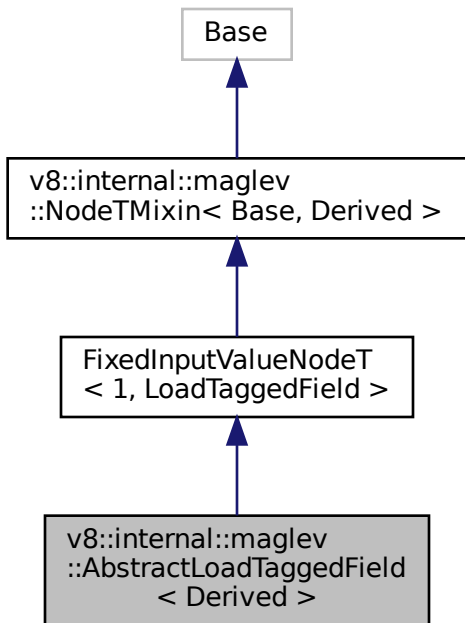 Base
v8::internal::maglev
::NodeTMixin< Base, Derived >
FixedInputValueNodeT
< 1, LoadTaggedField >
v8::internal::maglev
::AbstractLoadTaggedField
< Derived >